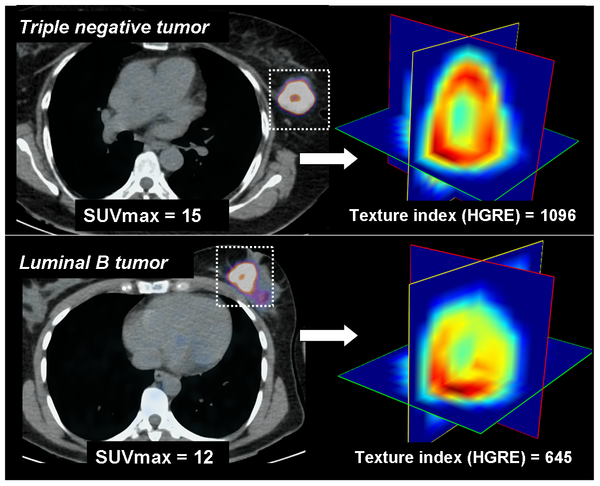 Triple negative tumor
SUVmax = 15
Texture index (HGRE) = 1096
Luminal B tumor
SUVmax = 12
Texture index (HGRE) = 645